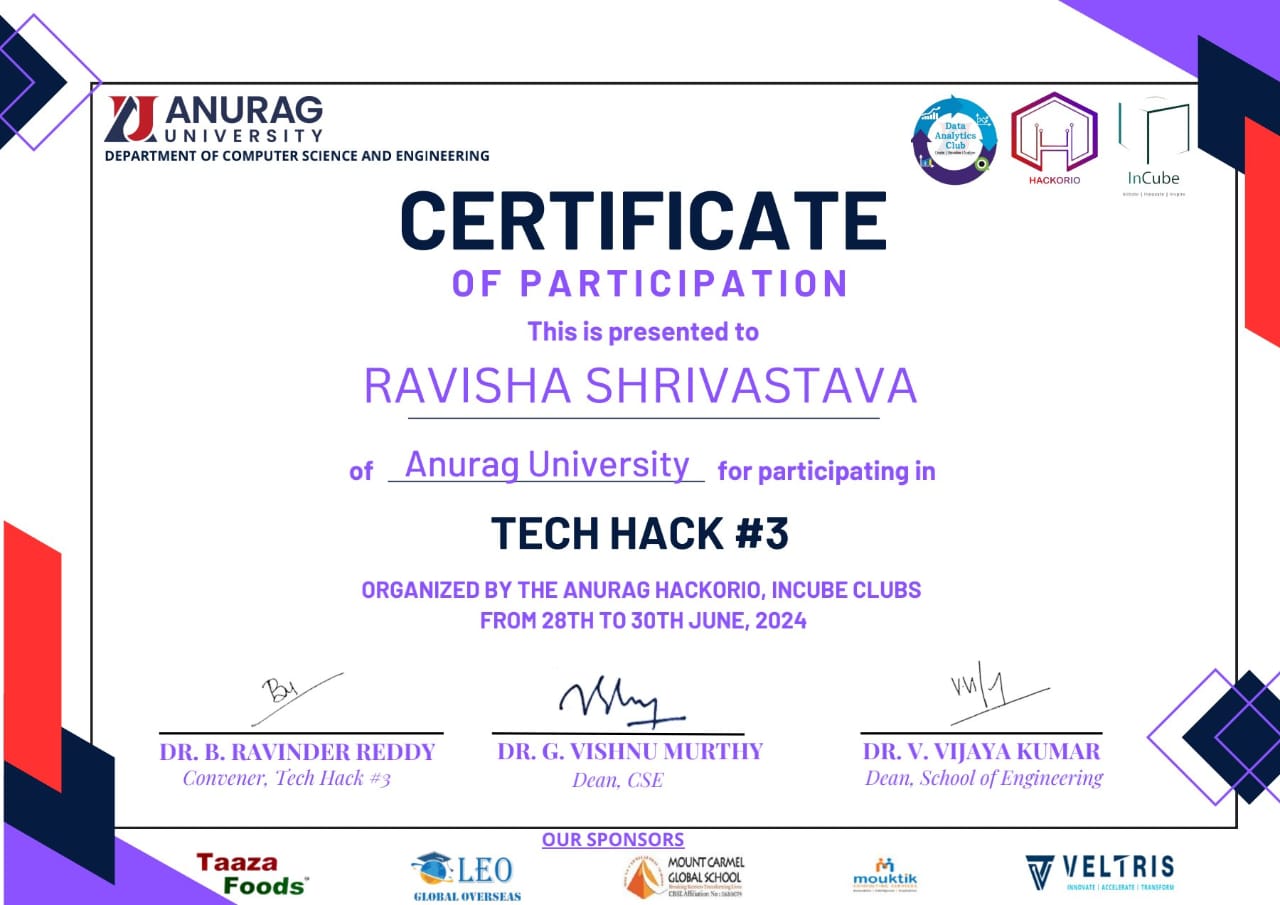 ANURAG
UNIVERSITY
DEPARTMENT OF COMPUTER SCIENCE AND ENGINEERING
Data
Analytics
Club
HACKORIO
InCube
CERTIFICATE
OF PARTICIPATION
This is presented to
RAVISHA SHRIVASTAVA
of Anurag University for participating in
TECH HACK #3
ORGANIZED BY THE ANURAG HACKORIO, INCUBE CLUBS
FROM 28TH TO 30TH JUNE, 2024
DR. B. RAVINDER REDDY
Convener, Tech Hack #3
DR. G. VISHNU MURTHY
Dean, CSE
DR. V. VIJAYA KUMAR
Dean, School of Engineering
OUR SPONSORS
Taaza
Foods
LEO
GLOBAL OVERSEAS
MOUNT CARMEL
GLOBAL SCHOOL
mouktik
VELTRIS
INNOVATE | ACCELERATE | TRANSFORM